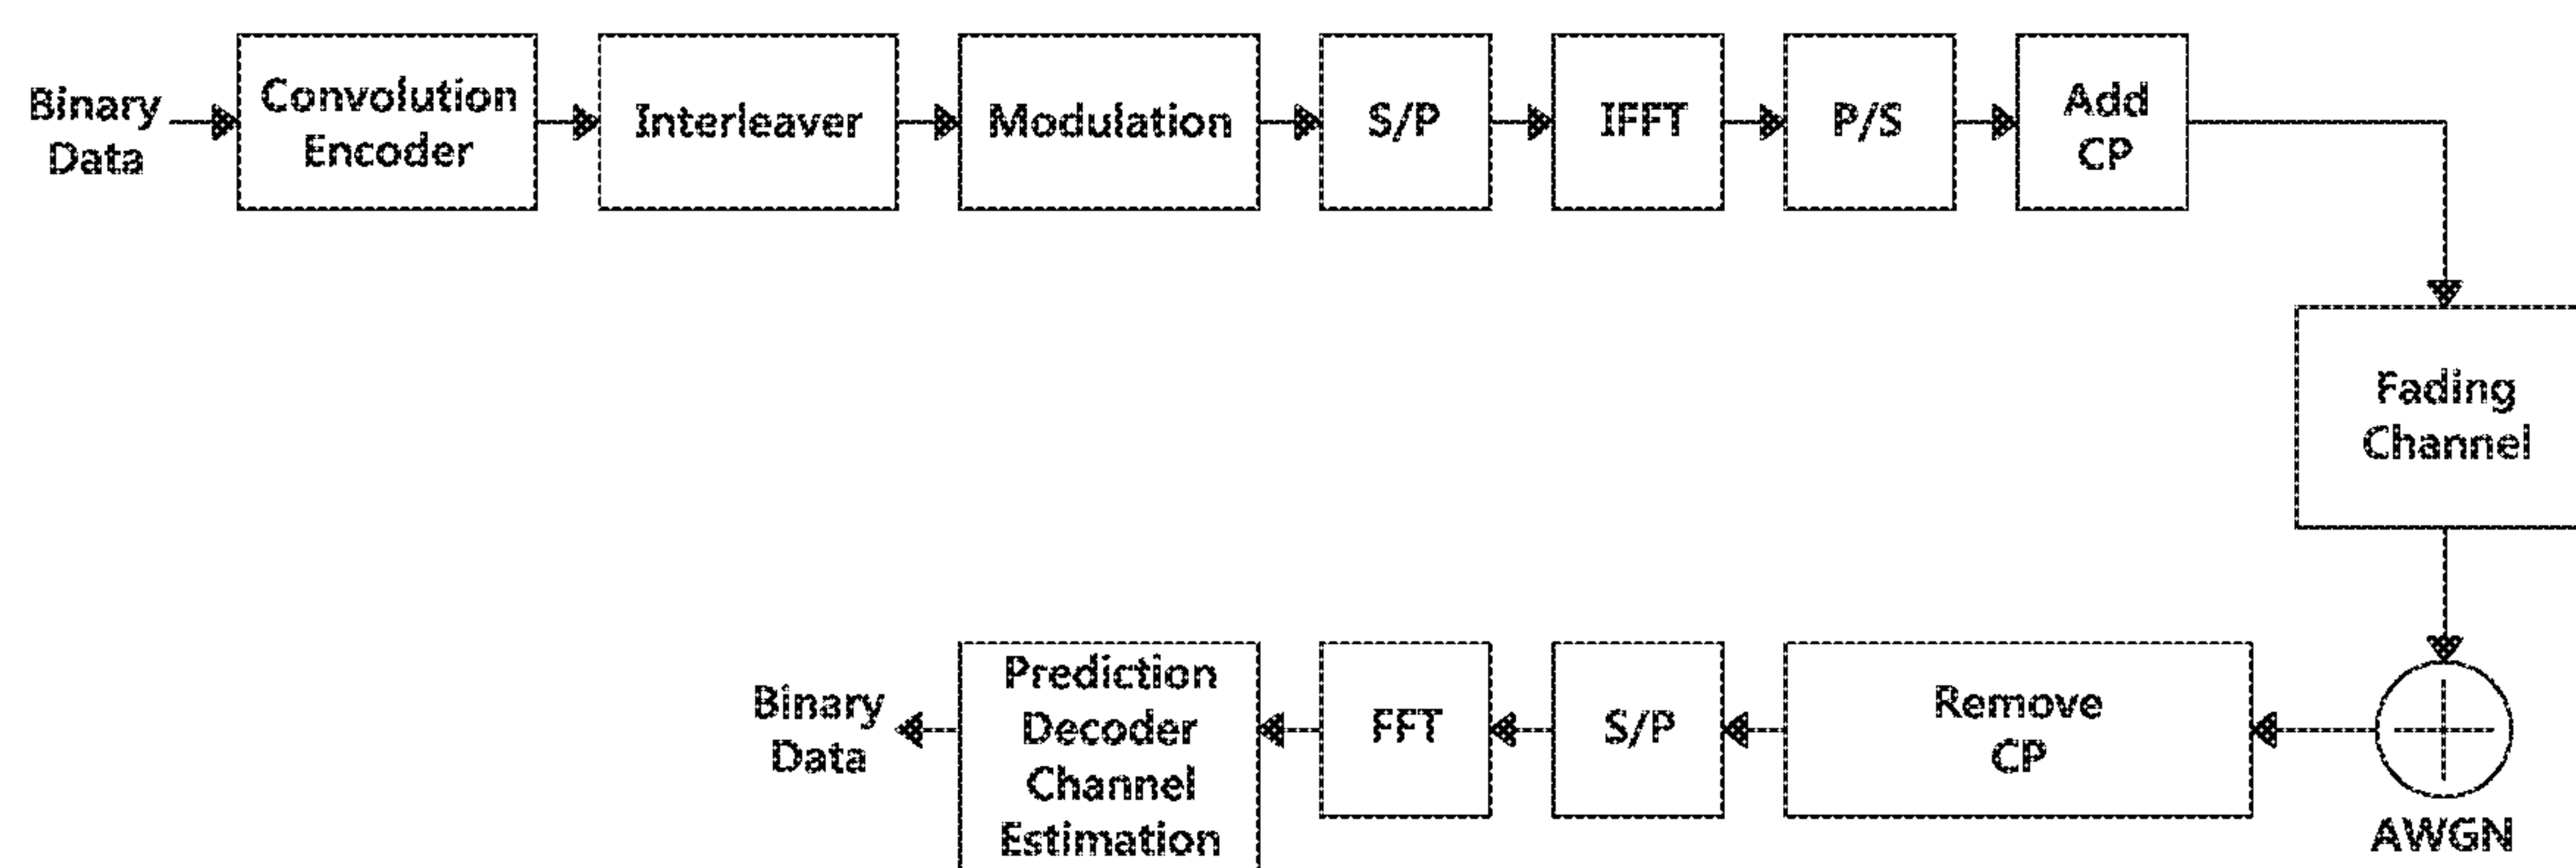 Binary
Data
Convolution
Encoder
Interleaver
Modulation
S/P
IFFT
P/S
Add
CP
Fading
Channel
AWGN
Remove
CP
S/P
FFT
Prediction
Decoder
Channel
Estimation
Binary
Data